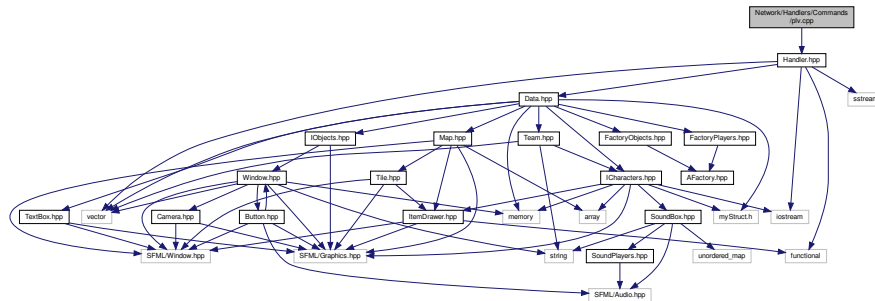 Network/Handlers/Commands
/plv.cpp
Handler.hpp
Data.hpp
sstream
IObjects.hpp
Map.hpp
Team.hpp
FactoryObjects.hpp
FactoryPlayers.hpp
Window.hpp
Tile.hpp
ICharacters.hpp
AFactory.hpp
TextBox.hpp
vector
Camera.hpp
Button.hpp
ItemDrawer.hpp
memory
array
SoundBox.hpp
myStruct.h
iostream
SFML/Window.hpp
SFML/Graphics.hpp
string
SoundPlayers.hpp
unordered_map
functional
SFML/Audio.hpp